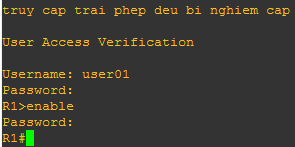 truy cap trai phep deu bi nghiem cap
User Access Verification
Username: user01
Password:
R1>enable
Password:
R1#